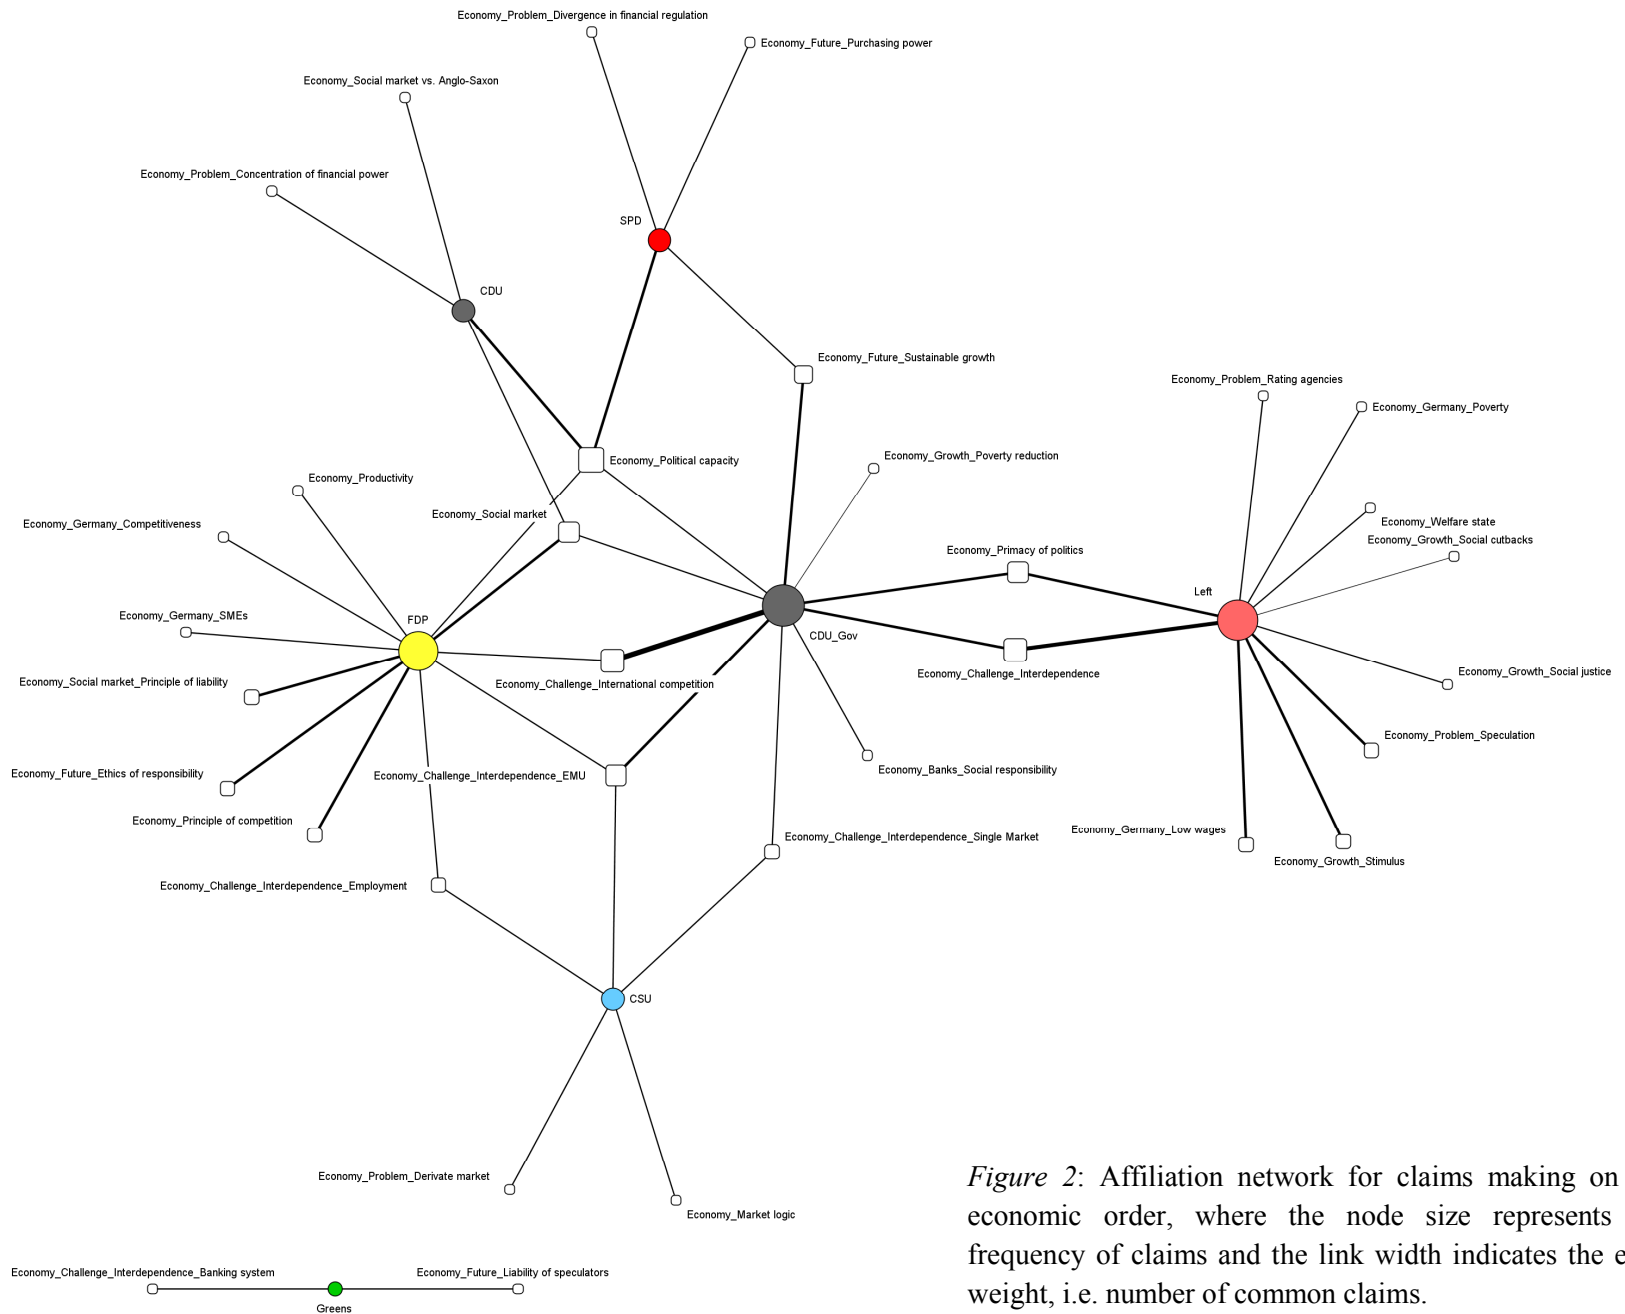 Economy_Problem_Divergence in financial regulation
Economy_Future_Purchasing power
Economy_Social market vs. Anglo-Saxon
Economy_Problem_Concentration of financial power
SPD
CDU
Economy_Future_Sustainable growth
Economy_Problem_Rating agencies
Economy_Germany_Poverty
Economy_Political capacity
Economy_Growth_Poverty reduction
Economy_Productivity
Economy_Social market
Economy_Germany_Competitiveness
Economy_Welfare state
Economy_Growth_Social cutbacks
Economy_Primacy of politics
Left
Economy_Germany_SMEs
FDP
CDU_Gov
Economy_Challenge_Interdependence
Economy_Growth_Social justice
Economy_Social market_Principle of liability
Economy_Challenge_International competition
Economy_Problem_Speculation
Economy_Future_Ethics of responsibility
Economy_Challenge_Interdependence_EMU
Economy_Banks_Social responsibility
Economy_Principle of competition
Economy_Challenge_Interdependence_Single Market
Economy_Germany_Low wages
Economy_Growth_Stimulus
Economy_Challenge_Interdependence_Employment
CSU
Economy_Problem_Derivate market
Economy_Market logic
Economy_Challenge_Interdependence_Banking system
Economy_Future_Liability of speculators
Greens
Figure 2: Affiliation network for claims making on
economic order, where the node size represents
frequency of claims and the link width indicates the
weight, i.e. number of common claims.